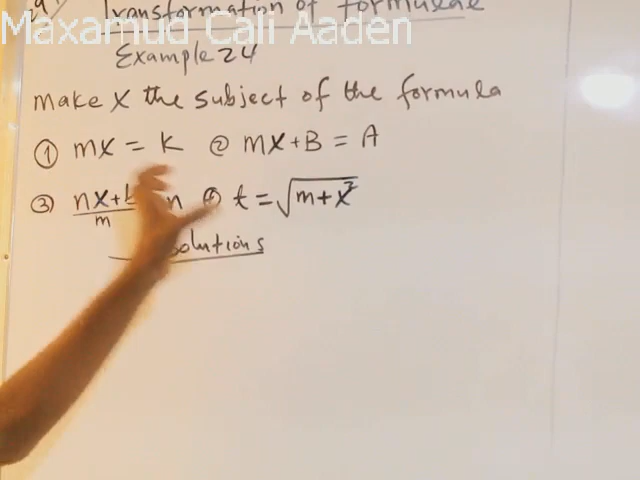 Transformation of formulae
Maxamud Cali Aaden
Example 24
make X the subject of the formula
① mx = K ② mx+B = A
③ nx+ / m n ④ t = √m+x²
Solutions